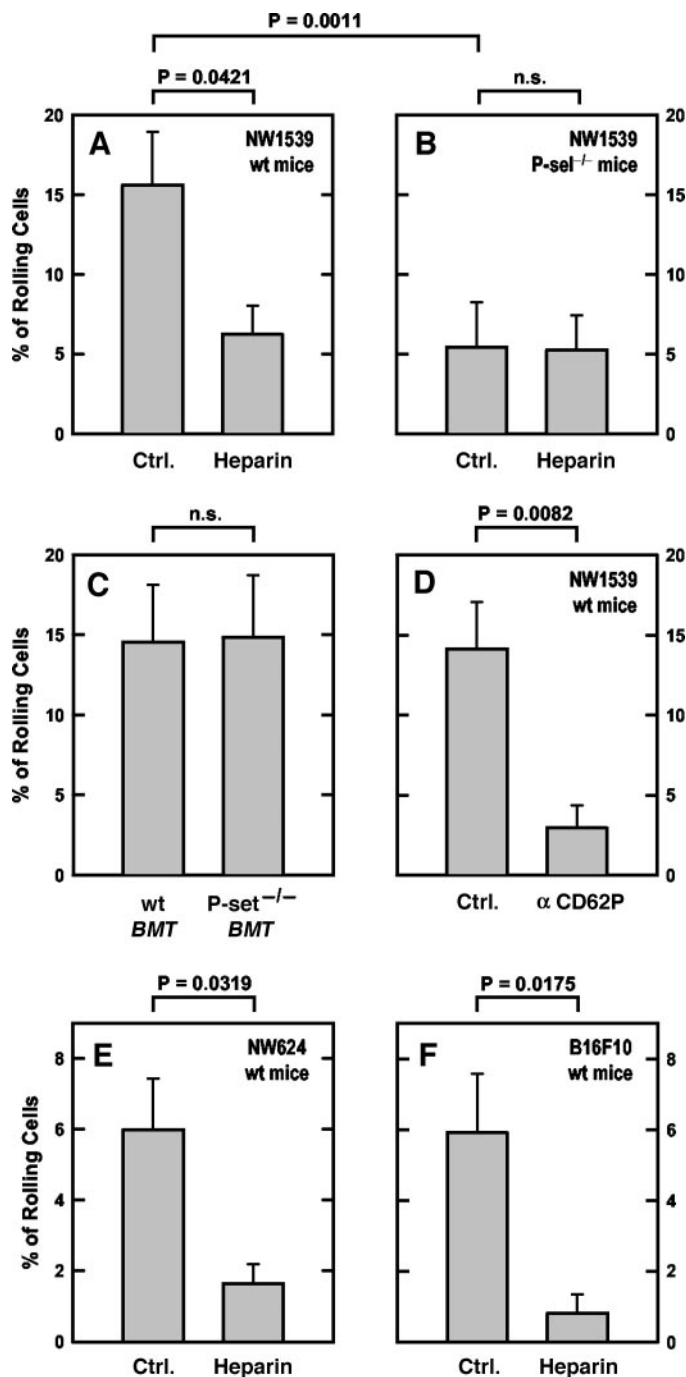 P = 0.0011
P = 0.0421
n.s.
20
15
10
5
0
% of Rolling Cells
A
NW1539
wt mice
Ctrl. Heparin
B
NW1539
P-sel–/– mice
20
15
10
5
0
Ctrl. Heparin
n.s.
P = 0.0082
20
15
10
5
0
% of Rolling Cells
C
wt P-set–/–
BMT BMT
D
NW1539
wt mice
20
15
10
5
0
Ctrl. α CD62P
P = 0.0319
P = 0.0175
8
6
4
2
0
% of Rolling Cells
E
NW624
wt mice
Ctrl. Heparin
F
B16F10
wt mice
8
6
4
2
0
Ctrl. Heparin